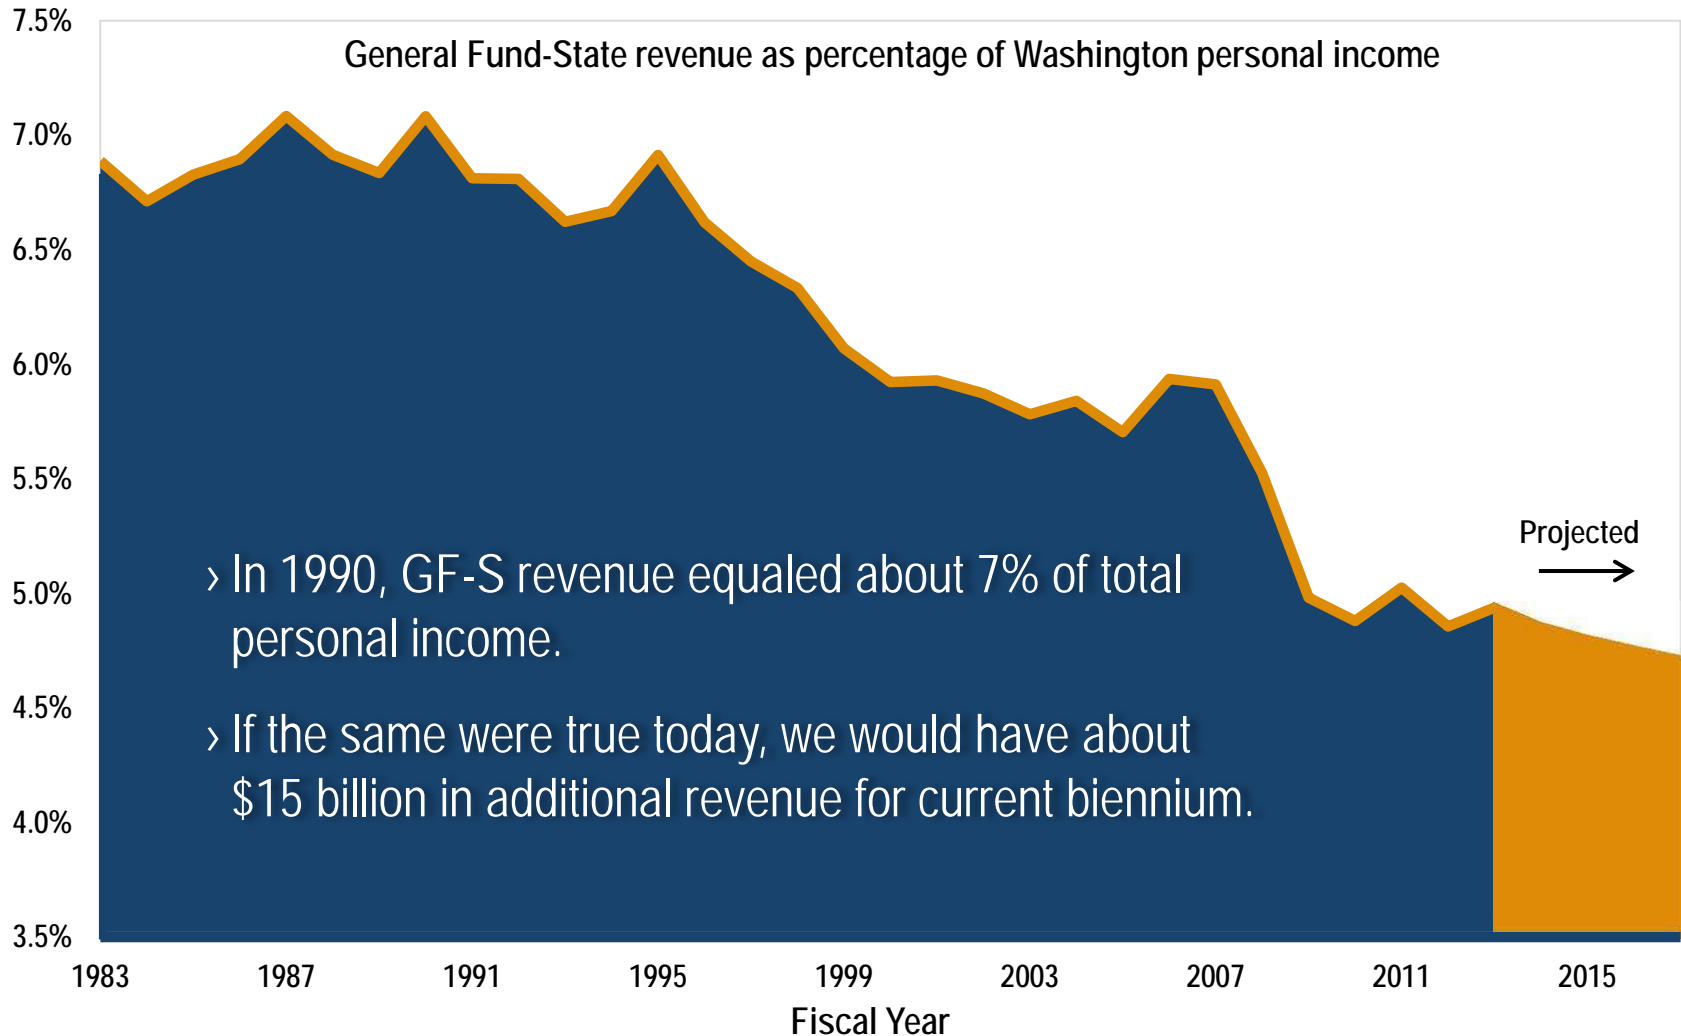 General Fund-State revenue as percentage of Washington personal income
7.5%
7.0%
6.5%
6.0%
5.5%
5.0%
4.5%
4.0%
3.5%
Projected
› In 1990, GF-S revenue equaled about 7% of total
personal income.
› If the same were true today, we would have about
$15 billion in additional revenue for current biennium.
1983 1987 1991 1995 1999 2003 2007 2011 2015
Fiscal Year